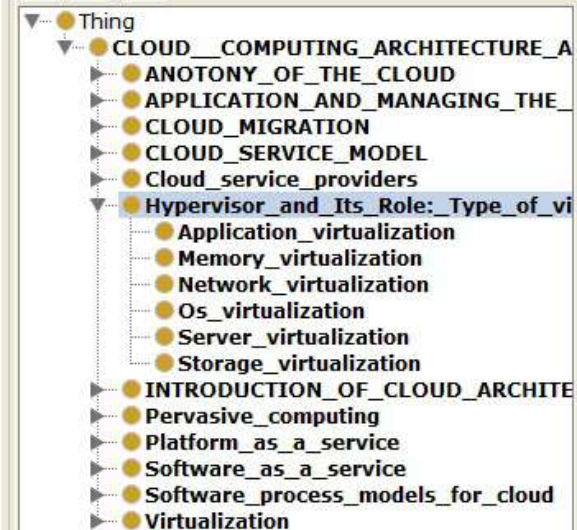 Thing
CLOUD__COMPUTING_ARCHITECTURE_A
ANOTONY_OF_THE_CLOUD
APPLICATION_AND_MANAGING_THE_
CLOUD_MIGRATION
CLOUD_SERVICE_MODEL
Cloud_service_providers
Hypervisor_and_Its_Role:_Type_of_vi
Application_virtualization
Memory_virtualization
Network_virtualization
Os_virtualization
Server_virtualization
Storage_virtualization
INTRODUCTION_OF_CLOUD_ARCHITE
Pervasive_computing
Platform_as_a_service
Software_as_a_service
Software_process_models_for_cloud
Virtualization